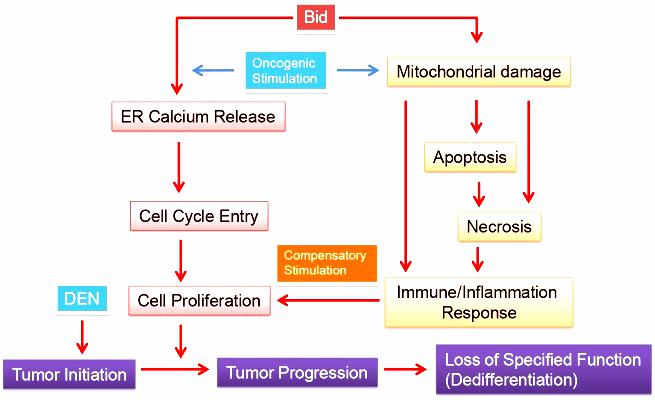 Bid
Oncogenic
Stimulation
Mitochondrial damage
ER Calcium Release
Apoptosis
Cell Cycle Entry
Necrosis
Compensatory
Stimulation
DEN
Cell Proliferation
Immune/Inflammation
Response
Tumor Initiation
Tumor Progression
Loss of Specified Function
(Dedifferentiation)